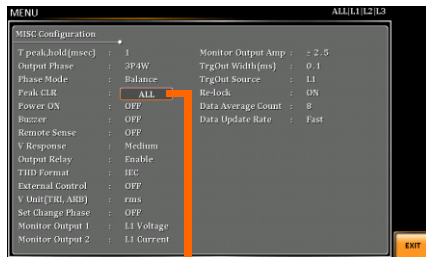 MENU ALL|L1|L2|L3
MISC Configuration
T peak,hold(msec) : 1 Monitor Output Amp : ± 2.5
Output Phase : 3P4W TrgOut Width(ms) : 0.1
Phase Mode : Balance TrgOut Source : L1
Peak CLR : ALL Re-lock : ON
Power ON : OFF Data Average Count : 8
Buzzer : OFF Data Update Rate : Fast
Remote Sense : OFF
V Response : Medium
Output Relay : Enable
THD Format : IEC
External Control : OFF
V Unit(TRI, ARB) : rms
Set Change Phase : OFF
Monitor Output 1 : L1 Voltage
Monitor Output 2 : L1 Current
EXIT